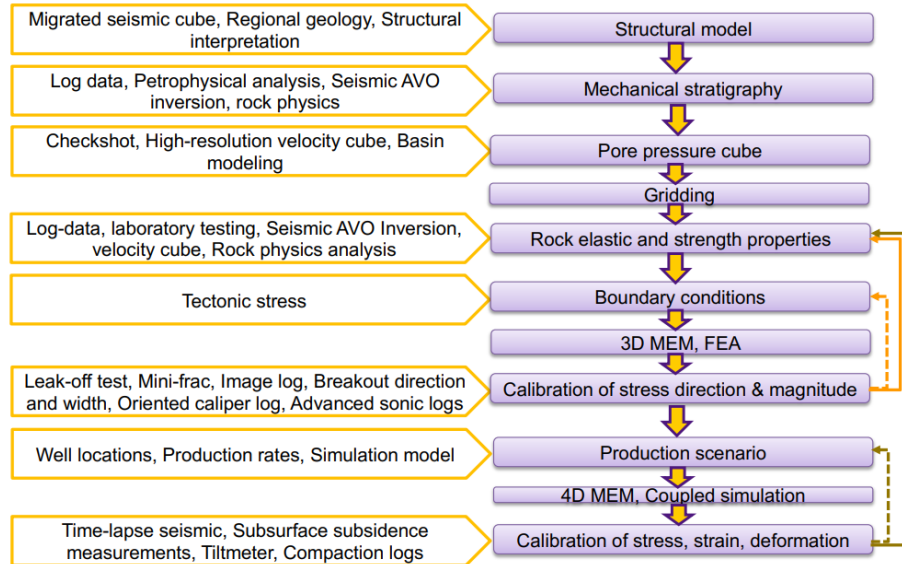 Migrated seismic cube, Regional geology, Structural
interpretation
Structural model
Log data, Petrophysical analysis, Seismic AVO
inversion, rock physics
Mechanical stratigraphy
Checkshot, High-resolution velocity cube, Basin
modeling
Pore pressure cube
Gridding
Log-data, laboratory testing, Seismic AVO Inversion,
velocity cube, Rock physics analysis
Rock elastic and strength properties
Tectonic stress
Boundary conditions
3D MEM, FEA
Leak-off test, Mini-frac, Image log, Breakout direction
and width, Oriented caliper log, Advanced sonic logs
Calibration of stress direction & magnitude
Well locations, Production rates, Simulation model
Production scenario
4D MEM, Coupled simulation
Time-lapse seismic, Subsurface subsidence
measurements, Tiltmeter, Compaction logs
Calibration of stress, strain, deformation